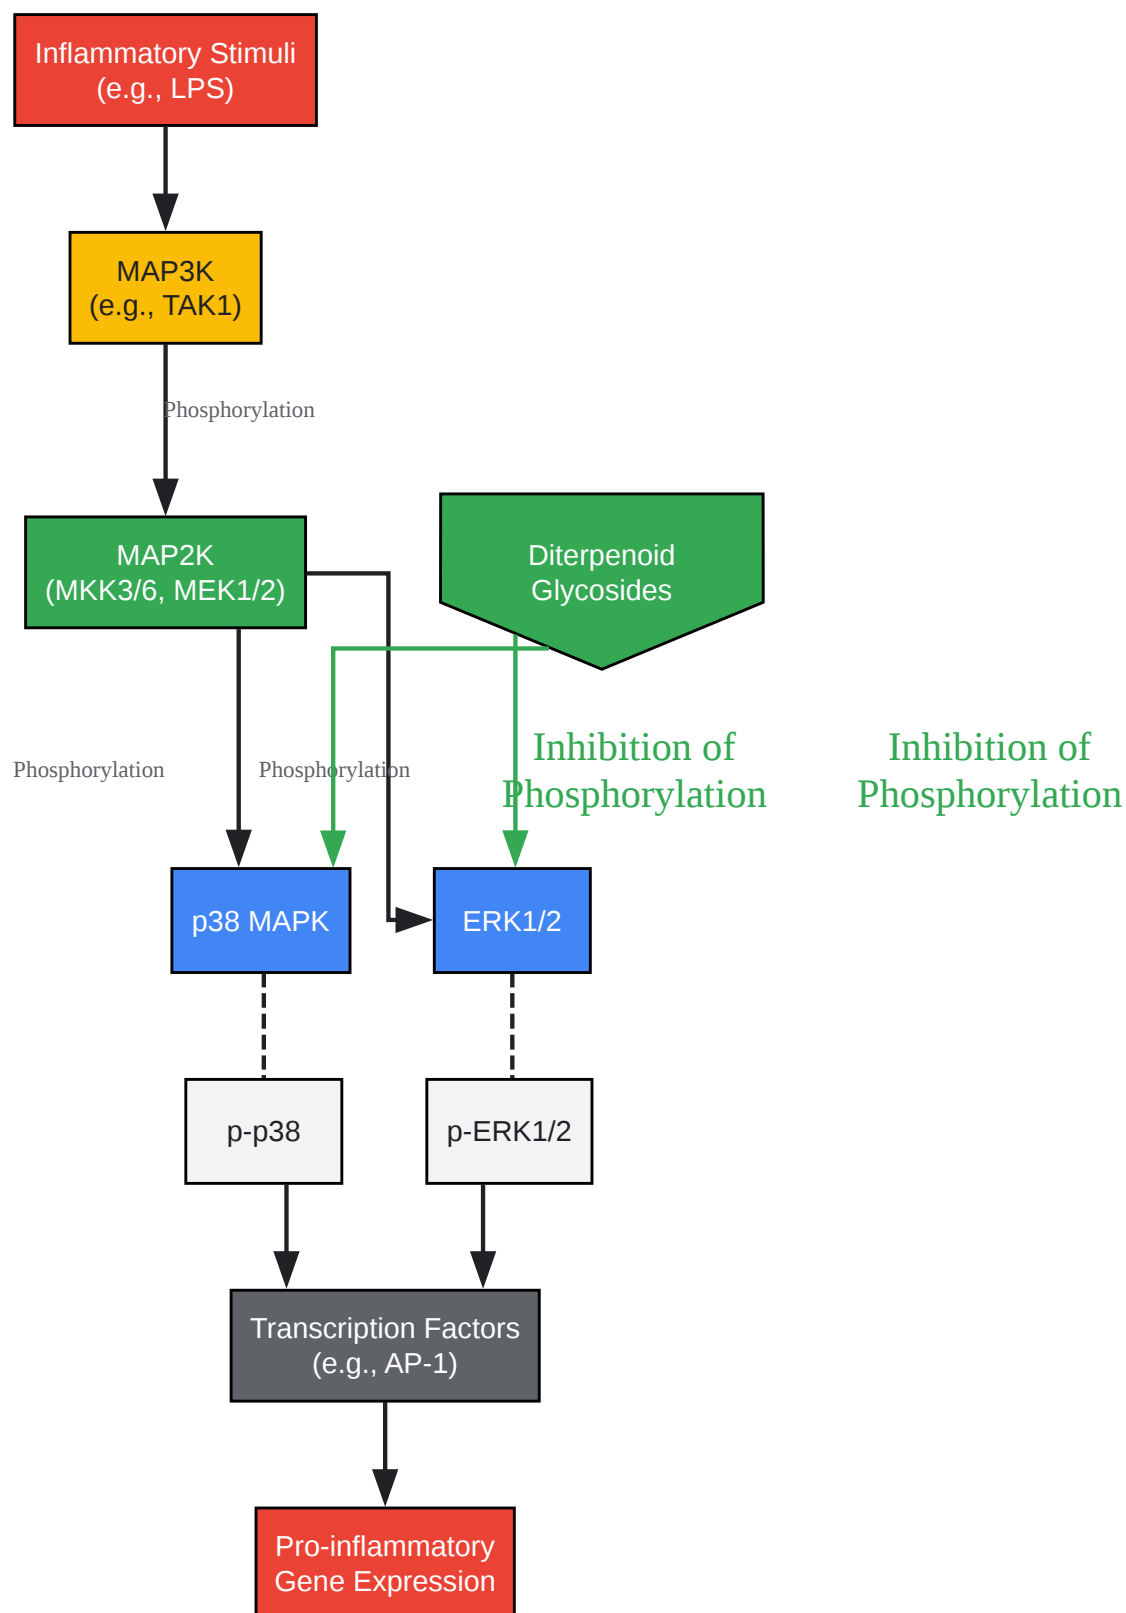 Inflammatory Stimuli
(e.g., LPS)
MAP3K
(e.g., TAK1)
Phosphorylation
MAP2K
(MKK3/6, MEK1/2)
Diterpenoid
Glycosides
Phosphorylation
Phosphorylation
Inhibition of
Phosphorylation
Inhibition of
Phosphorylation
p38 MAPK
ERK1/2
p-p38
p-ERK1/2
Transcription Factors
(e.g., AP-1)
Pro-inflammatory
Gene Expression